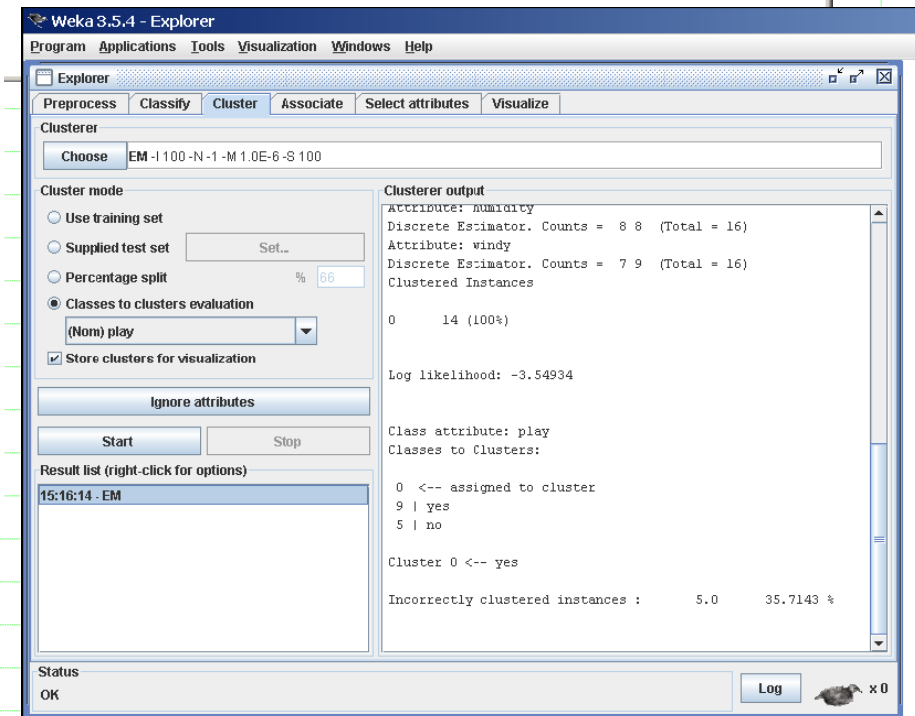 Weka 3.5.4 - Explorer
Program Applications Tools Visualization Windows Help
Explorer
Preprocess Classify Cluster Associate Select attributes Visualize
Clusterer
Choose EM -I 100 -N -1 -M 1.0E-6 -S 100
Cluster mode
Use training set
Supplied test set Set...
Percentage split % 66
Classes to clusters evaluation
(Nom) play
Store clusters for visualization
Ignore attributes
Start Stop
Result list (right-click for options)
15:16:14 - EM
Clusterer output
Attribute: humidity
Discrete Estimator. Counts = 8 8 (Total = 16)
Attribute: windy
Discrete Estimator. Counts = 7 9 (Total = 16)
Clustered Instances
0 14 (100%)
Log likelihood: -3.54934
Class attribute: play
Classes to Clusters:
0 <-- assigned to cluster
9 | yes
5 | no
Cluster 0 <-- yes
Incorrectly clustered instances : 5.0 35.7143 %
Status
OK
Log
x 0